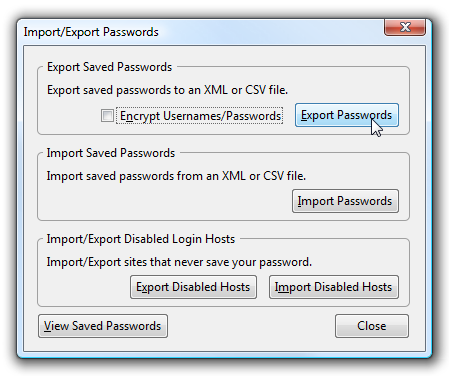 Import/Export Passwords
Export Saved Passwords
Export saved passwords to an XML or CSV file.
Encrypt Usernames/Passwords
Export Passwords
Import Saved Passwords
Import saved passwords from an XML or CSV file.
Import Passwords
Import/Export Disabled Login Hosts
Import/Export sites that never save your password.
Export Disabled Hosts
Import Disabled Hosts
View Saved Passwords
Close